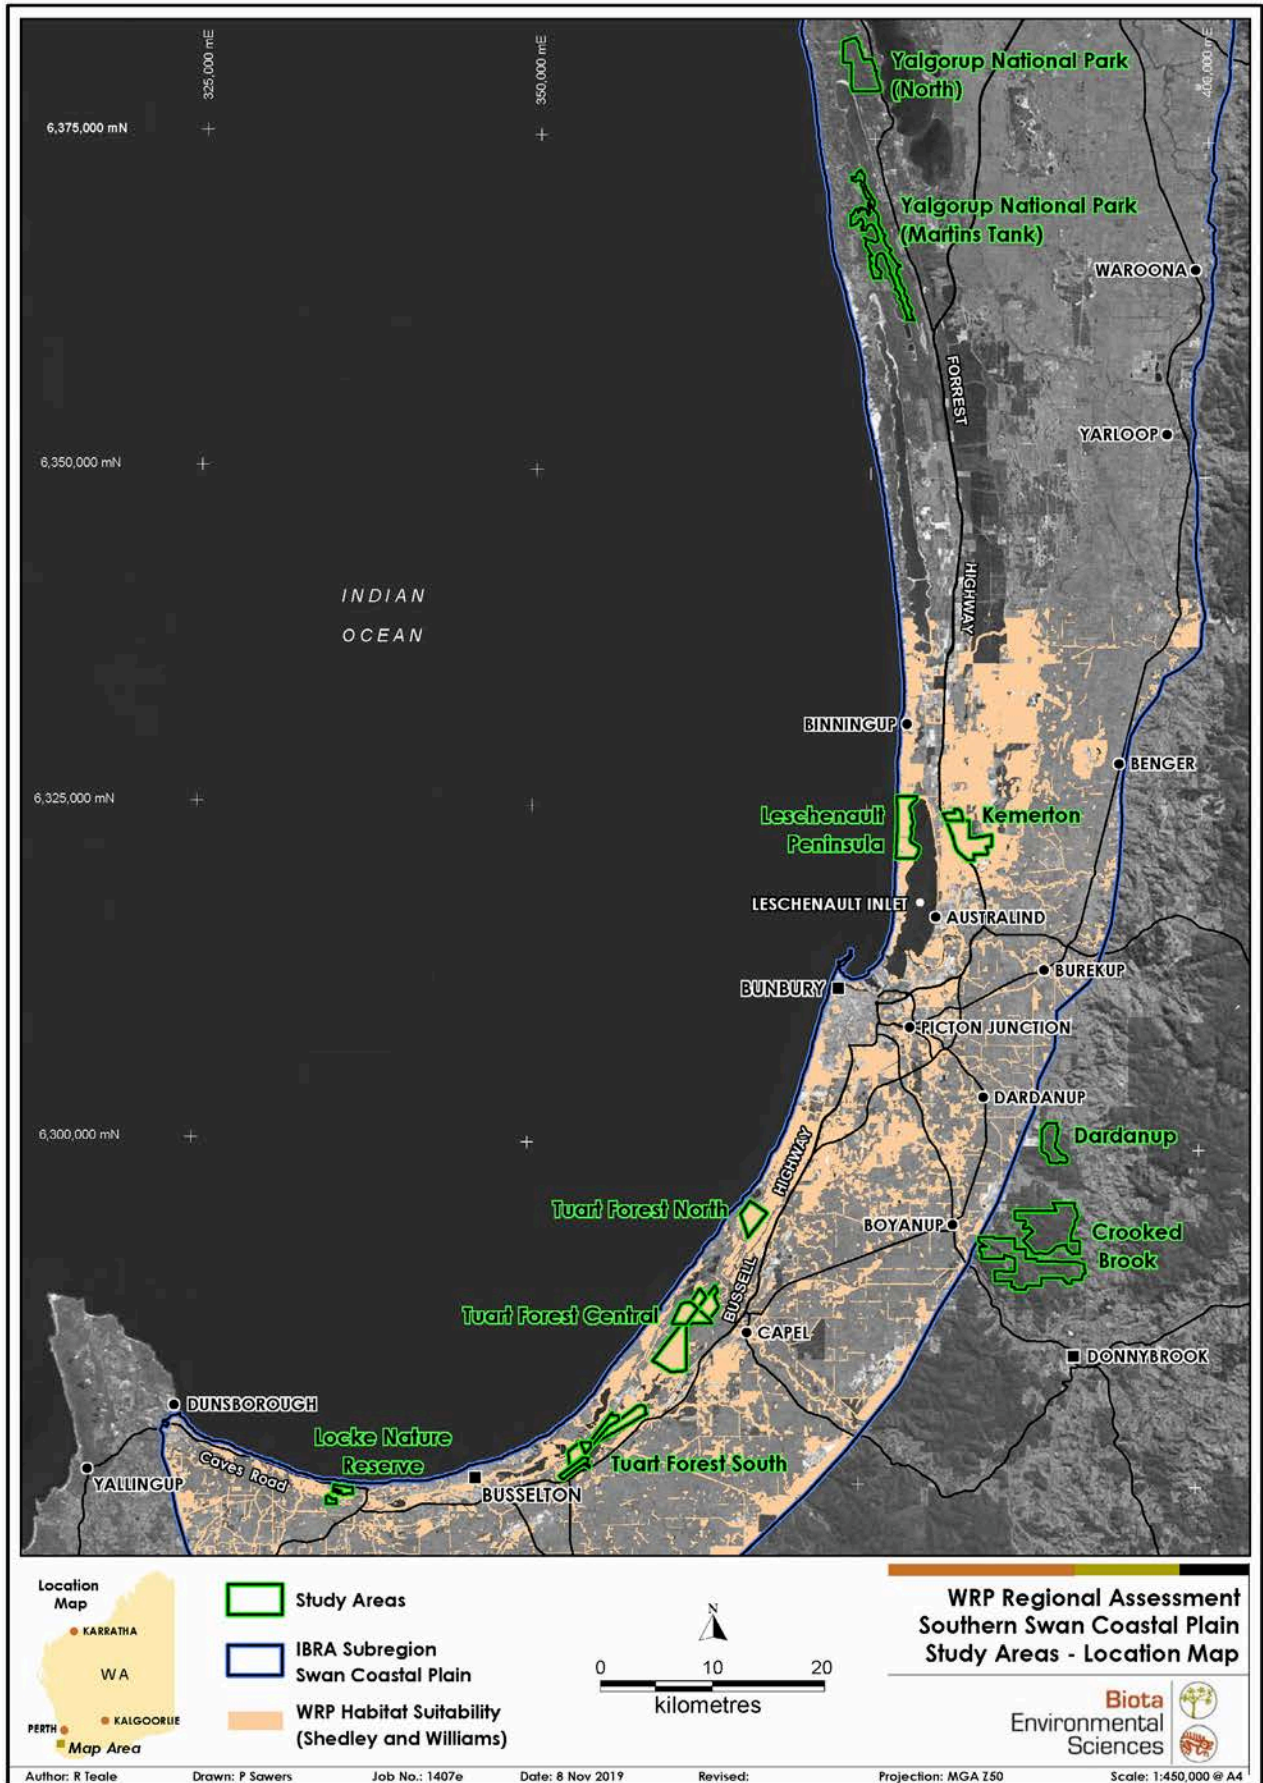 325,000 mE
350,000 mE
400,000 mE
6,375,000 mN
Yalgorup National Park
(North)
Yalgorup National Park
(Martins Tank)
WAROONA
FORREST
YARLOOP
6,350,000 mN
HIGHWAY
INDIAN
OCEAN
BINNINGUP
BENGER
6,325,000 mN
Leschenault
Peninsula
Kemerton
LESCHENAULT INLET
AUSTRALIND
BUREKUP
BUNBURY
PICTON JUNCTION
DARDANUP
6,300,000 mN
HIGHWAY
Dardanup
Tuart Forest North
BOYANUP
Crooked
Brook
BUSSELL
Tuart Forest Central
CAPEL
DONNYBROOK
DUNSBOROUGH
Locke Nature
Reserve
Caves Road
Tuart Forest South
YALLINGUP
BUSSELTON
Location
Map
KARRATHA
WA
KALGOORLIE
PERTH
Map Area
Study Areas
IBRA Subregion
Swan Coastal Plain
WRP Habitat Suitability
(Shedley and Williams)
N
0 10 20
kilometres
WRP Regional Assessment
Southern Swan Coastal Plain
Study Areas - Location Map
Biota
Environmental
Sciences
Author: R Teale Drawn: P Sawers Job No.: 1407e Date: 8 Nov 2019 Revised: Projection: MGA Z50 Scale: 1:450,000 @ A4